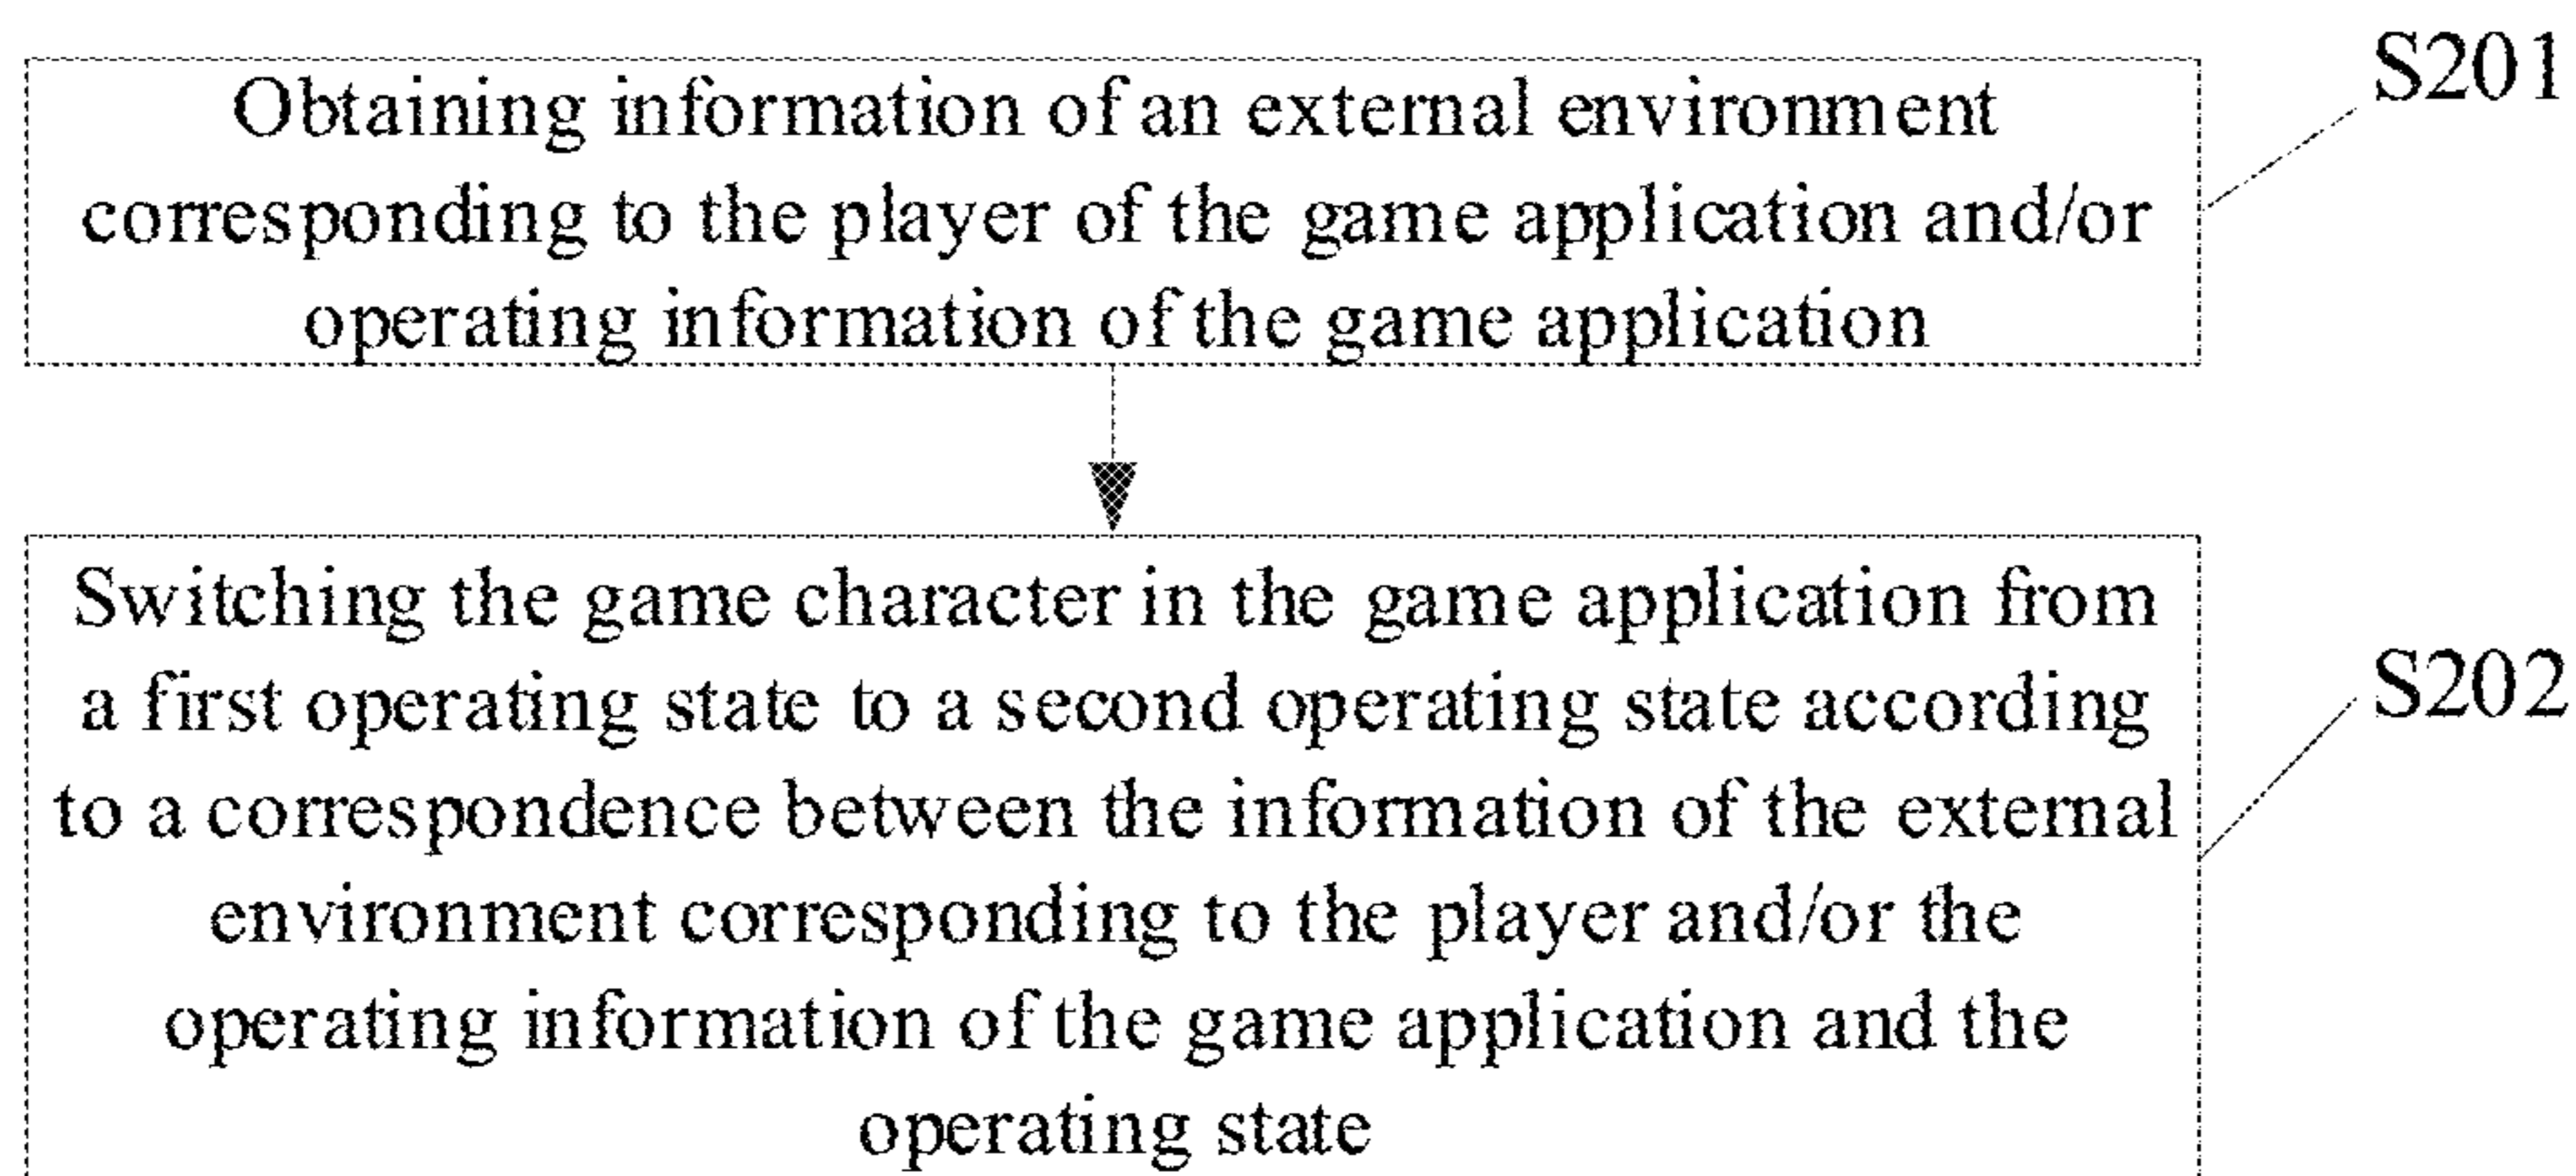 S201
Obtaining information of an external environment
corresponding to the player of the game application and/or
operating information of the game application
Switching the game character in the game application from
a first operating state to a second operating state according
S202
to a correspondence between the information of the external
environment corresponding to the player and/or the
operating information of the game application and the
operating state